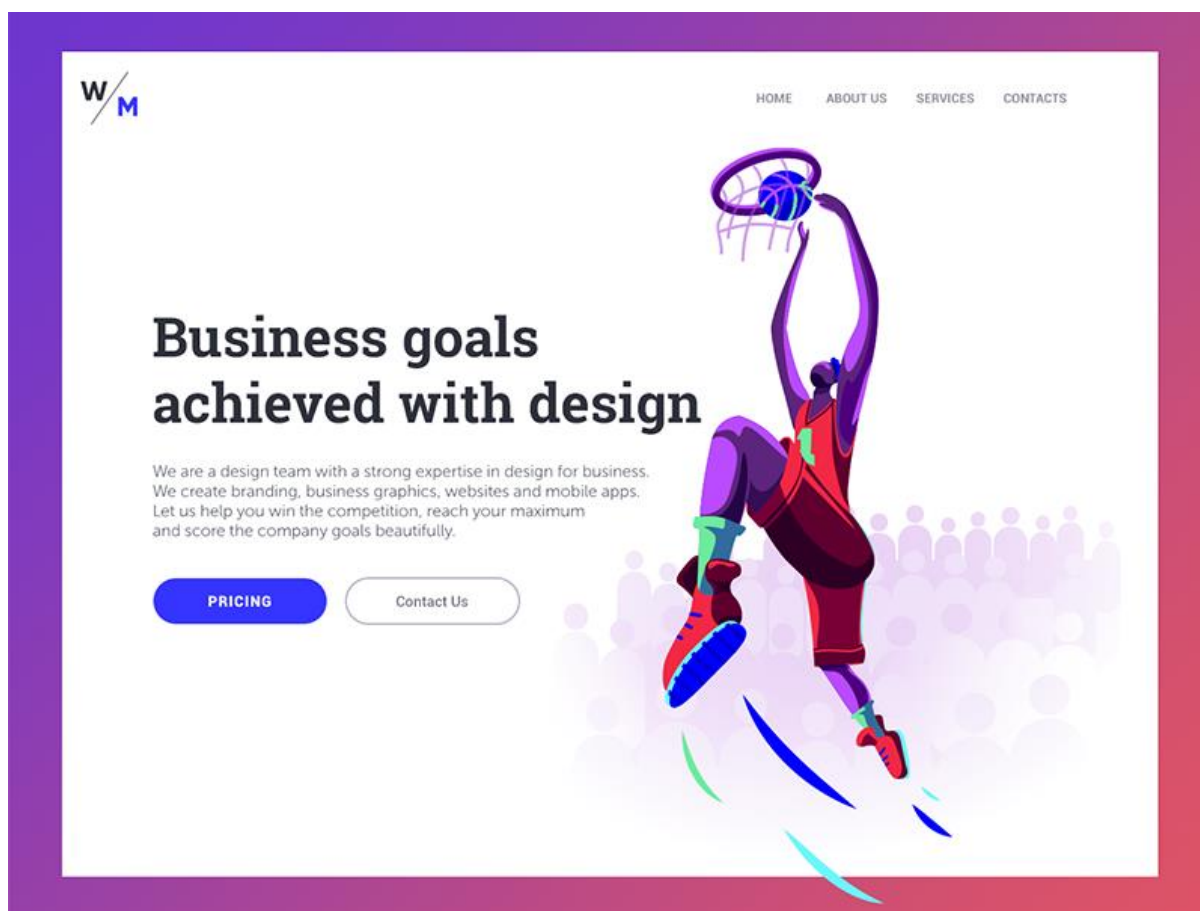 W/M
HOME ABOUT US SERVICES CONTACTS
1
Business goals
achieved with design
We are a design team with a strong expertise in design for business.
We create branding, business graphics, websites and mobile apps.
Let us help you win the competition, reach your maximum
and score the company goals beautifully.
PRICING Contact Us